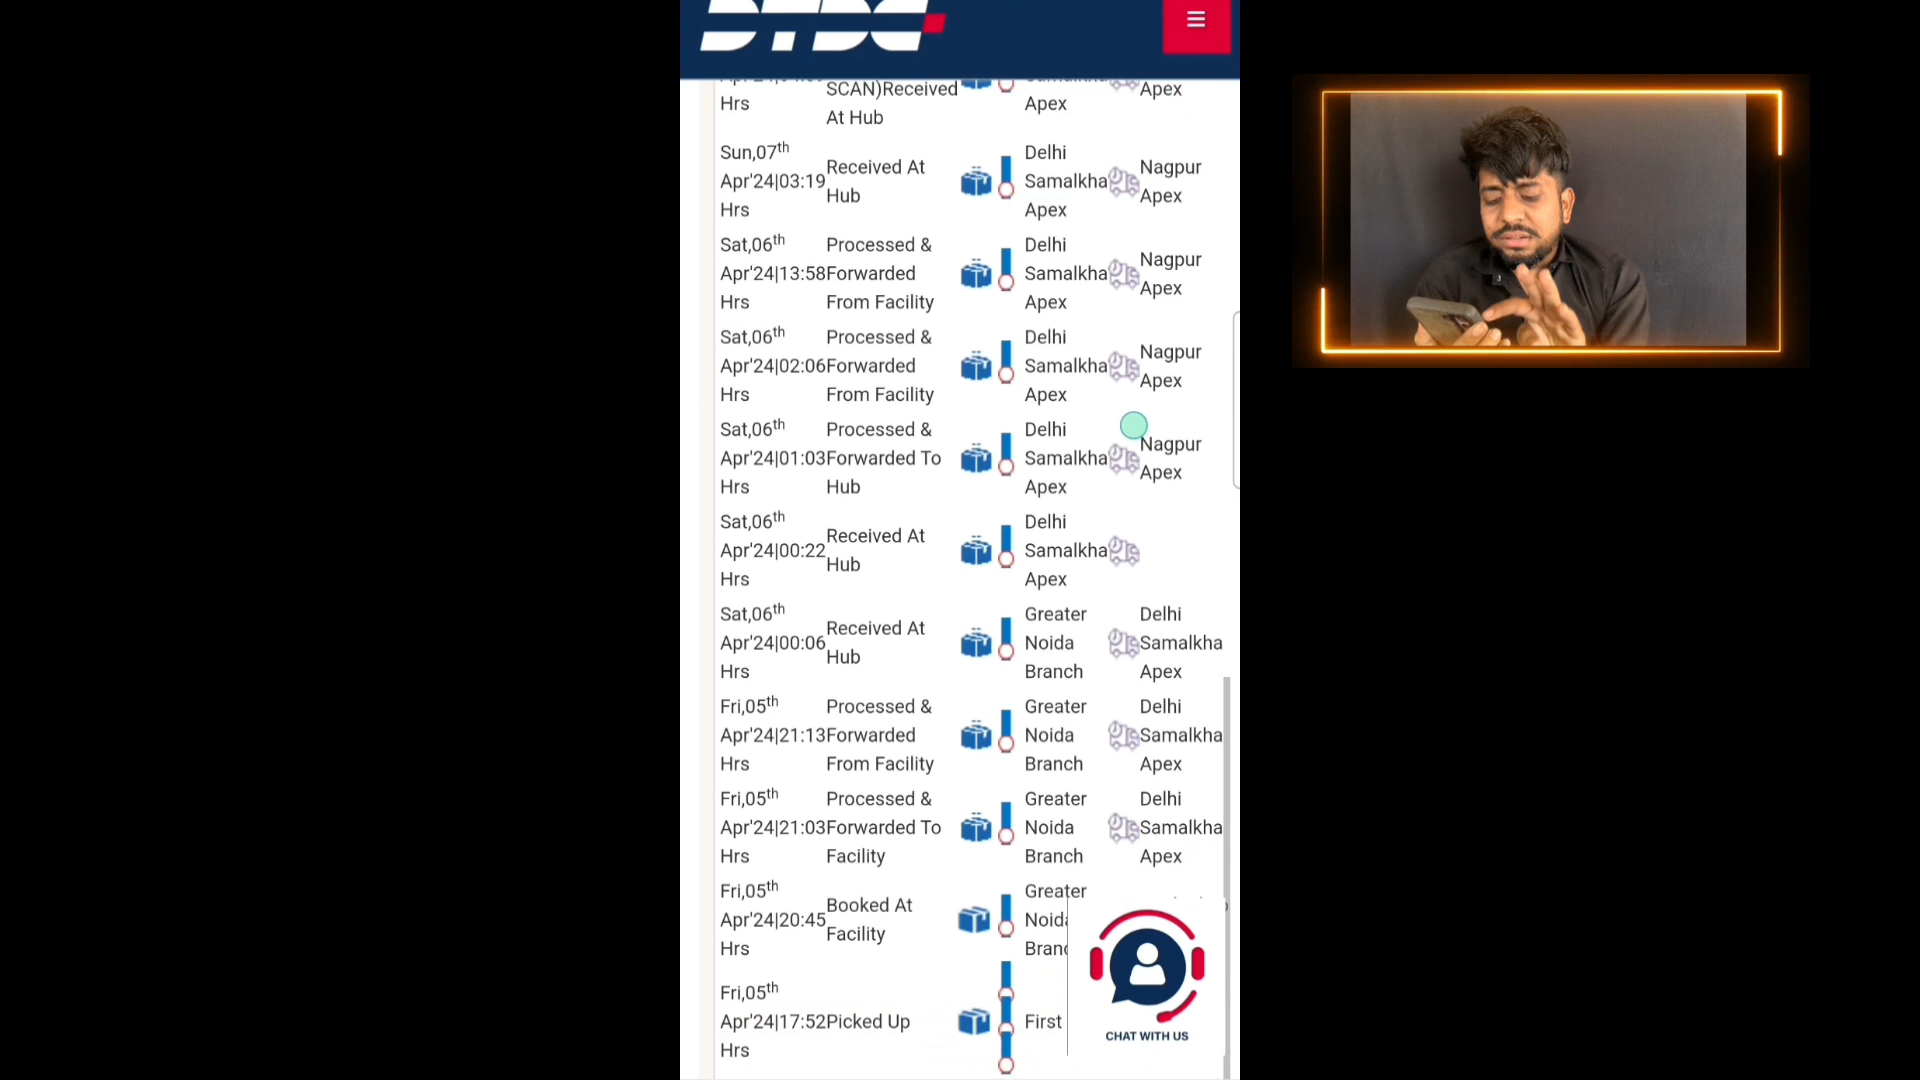 DTDC
SCAN)Received
Hrs
Apex
Apex
At Hub
Sun,07th
Apr'24|03:19
Hrs
Received At
Hub
Delhi
Samalkha
Apex
Nagpur
Apex
Sat,06th
Apr'24|13:58
Hrs
Processed &
Forwarded
From Facility
Delhi
Samalkha
Apex
Nagpur
Apex
Sat,06th
Apr'24|02:06
Hrs
Processed &
Forwarded
From Facility
Delhi
Samalkha
Apex
Nagpur
Apex
Sat,06th
Apr'24|01:03
Hrs
Processed &
Forwarded To
Hub
Delhi
Samalkha
Apex
Nagpur
Apex
Sat,06th
Apr'24|00:22
Hrs
Received At
Hub
Delhi
Samalkha
Apex
Sat,06th
Apr'24|00:06
Hrs
Received At
Hub
Greater
Noida
Branch
Delhi
Samalkha
Apex
Fri,05th
Apr'24|21:13
Hrs
Processed &
Forwarded
From Facility
Greater
Noida
Branch
Delhi
Samalkha
Apex
Fri,05th
Apr'24|21:03
Hrs
Processed &
Forwarded To
Facility
Greater
Noida
Branch
Delhi
Samalkha
Apex
Fri,05th
Apr'24|20:45
Hrs
Booked At
Facility
Greater
Fri,05th
Apr'24|17:52
Hrs
Picked Up
First
CHAT WITH US